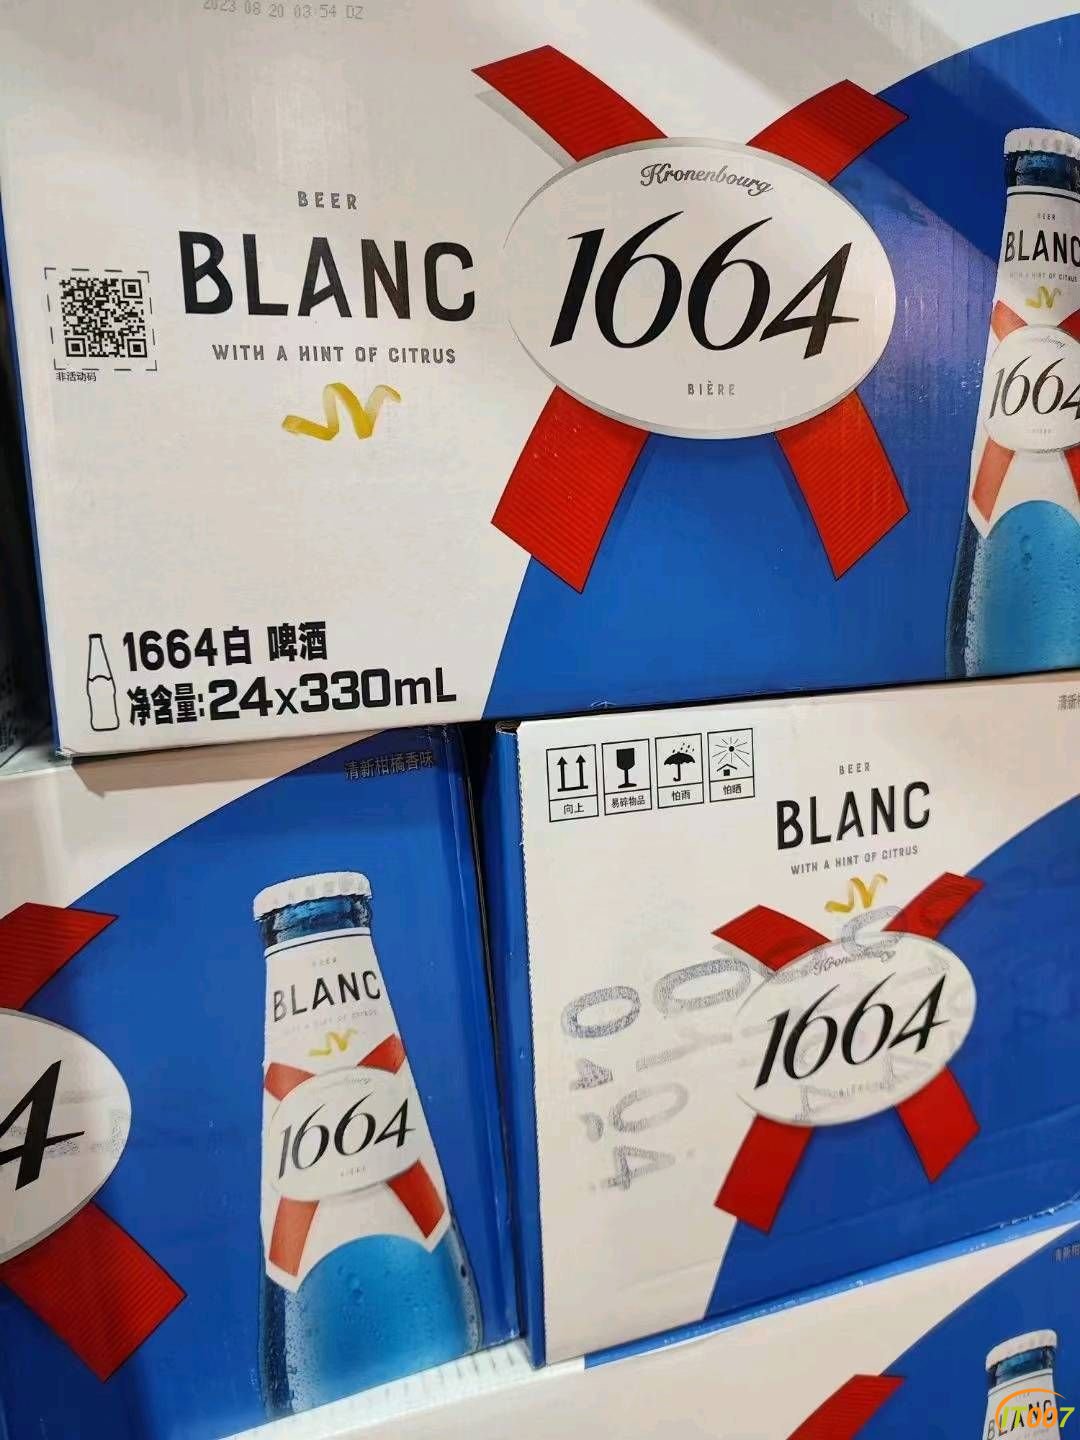 2023 08 20 03:54 DZ
BEER
BLANC
WITH A HINT OF CITRUS
非活动码
Kronenbourg
1664
BIÈRE
BEER
BLANC
1664
1664白 啤酒
净含量:24x330mL
清新柑橘香味
BEER
BLANC
1664
4
向上
易碎物品
怕雨
怕晒
BEER
BLANC
WITH A HINT OF CITRUS
Kronenbourg
1664
BLANC
IT007